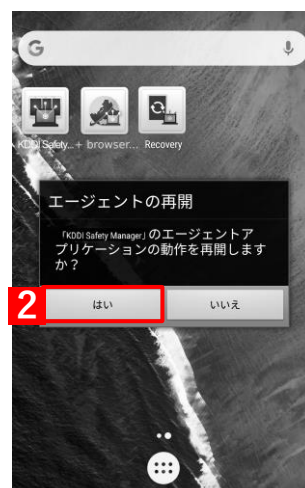 G
KDDI Safety...
+ browser...
Recovery
エージェントの再開
「KDDI Safety Manager」のエージェントア
プリケーションの動作を再開します
か？
2
はい
いいえ